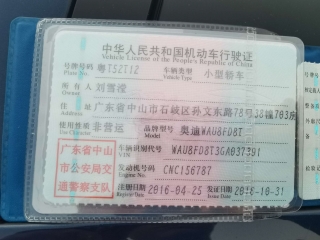 中华人民共和国机动车行驶证
Vehicle License of the People's Republic of China
号牌号码 粤T52T12 车辆类型 小型轿车
Plate No. Vehicle Type
所有人 刘雪滢
Owner
住址 广东省中山市石岐区孙文东路78号38幢703房
使用性质 非营运 品牌型号 奥迪WAU8FD8T
广东省中山
市公安局交
通警察支队
车辆识别代号 WAU8FD8T3GA037391
VIN
发动机号码 CNC156787
Engine No.
注册日期 2016-04-25 发证日期 2016-10-31
Register Date Issue Date